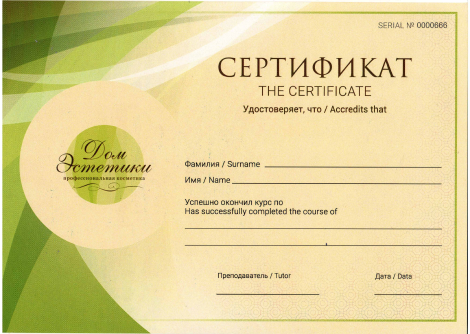 SERIAL № 0000666
СЕРТИФИКАТ
THE CERTIFICATE
Удостоверяет, что / Accredits that
Дом
Эстетики
профессиональная косметика
Фамилия / Surname
Имя / Name
Успешно окончил курс по
Has successfully completed the course of
Преподаватель / Tutor
Дата / Data